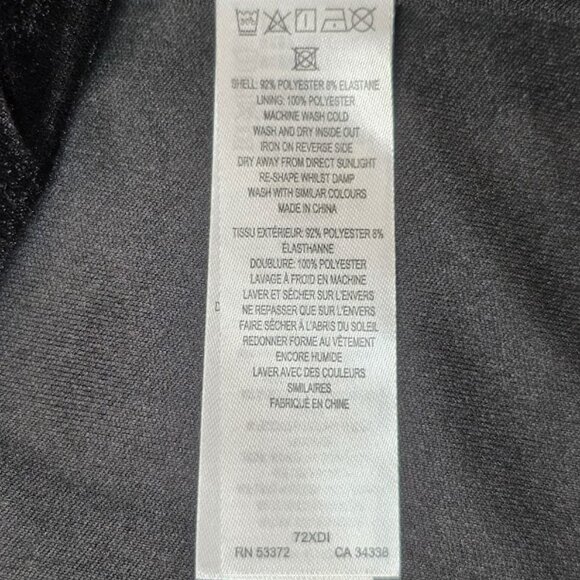 SHELL: 92% POLYESTER 8% ELASTANE
LINING: 100% POLYESTER
MACHINE WASH COLD
WASH AND DRY INSIDE OUT
IRON ON REVERSE SIDE
DRY AWAY FROM DIRECT SUNLIGHT
RE-SHAPE WHILST DAMP
WASH WITH SIMILAR COLOURS
MADE IN CHINA
TISSU EXTÉRIEUR: 92% POLYESTER 8%
ÉLASTHANNE
DOUBLURE: 100% POLYESTER
LAVAGE À FROID EN MACHINE
LAVER ET SÉCHER SUR L'ENVERS
NE REPASSER QUE SUR L'ENVERS
FAIRE SÉCHER À L'ABRIS DU SOLEIL
REDONNER FORME AU VÊTEMENT
ENCORE HUMIDE
LAVER AVEC DES COULEURS
SIMILAIRES
FABRIQUÉ EN CHINE
72XDI
RN 53372 CA 34338